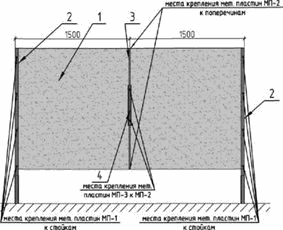 места крепления мет. пластин МП-2
к поперечинам
2
1
3
1500
1500
2
4
места крепления мет.
пластин МП-3 к МП-2
места крепления мет. пластин МП-1
к стойкам
места крепления мет. пластин МП-1
к стойкам